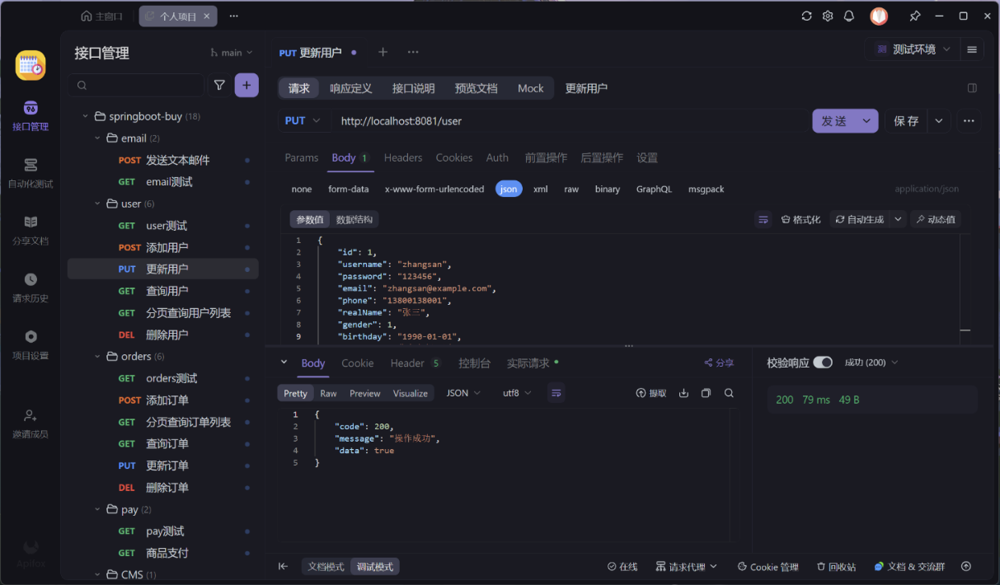 主窗口
个人项目
接口管理
main
接口管理
自动化测试
分享文档
请求历史
项目设置
邀请成员
Apifox
springboot-buy (18)
email (2)
POST 发送文本邮件
GET email测试
user (6)
GET user测试
POST 添加用户
PUT 更新用户
GET 查询用户
GET 分页查询用户列表
DEL 删除用户
orders (6)
GET orders测试
POST 添加订单
GET 分页查询订单列表
GET 查询订单
PUT 更新订单
DEL 删除订单
pay (2)
GET pay测试
GET 商品支付
CMS (1)
PUT 更新用户
测 测试环境
请求 响应定义 接口说明 预览文档 Mock 更新用户
PUT http://localhost:8081/user 发送 保存
Params Body 1 Headers Cookies Auth 前置操作 后置操作 设置
none form-data x-www-form-urlencoded json xml raw binary GraphQL msgpack application/json
参数值 数据结构 格式化 自动生成 动态值
1 {
2 "id": 1,
3 "username": "zhangsan",
4 "password": "123456",
5 "email": "zhangsan@example.com",
6 "phone": "13800138001",
7 "realName": "张三",
8 "gender": 1,
9 "birthday": "1990-01-01",
Body Cookie Header 5 控制台 实际请求 分享
校验响应 成功 (200)
Pretty Raw Preview Visualize JSON utf8 提取
200 79 ms 49 B
1 {
2 "code": 200,
3 "message": "操作成功",
4 "data": true
5 }
文档模式 调试模式 在线 请求代理 Cookie 管理 回收站 文档 & 交流群